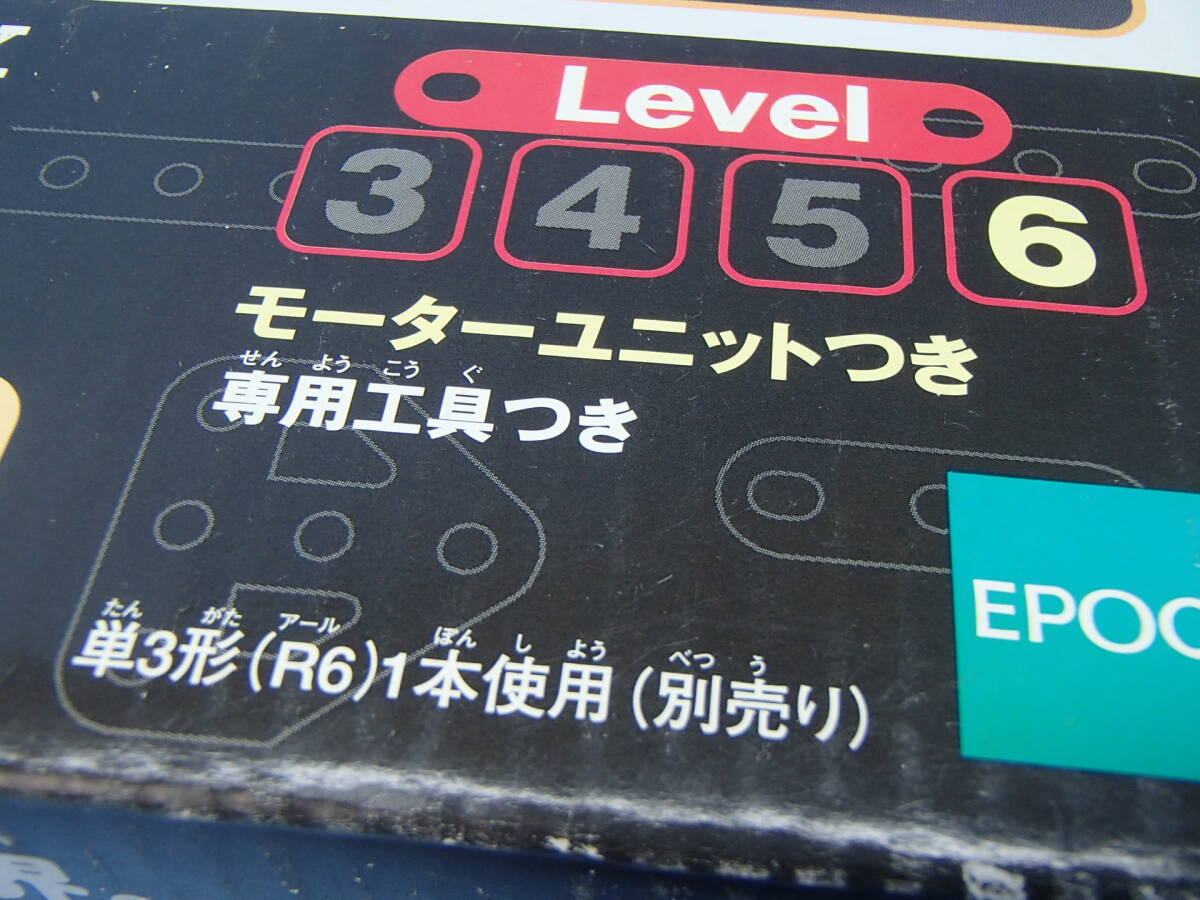 Level
3 4 5 6
モーターユニットつき
せん よう こう ぐ
専用工具つき
たん がた アール ぽん し よう べつ う
単3形(R6)1本使用(別売り)
EPOC